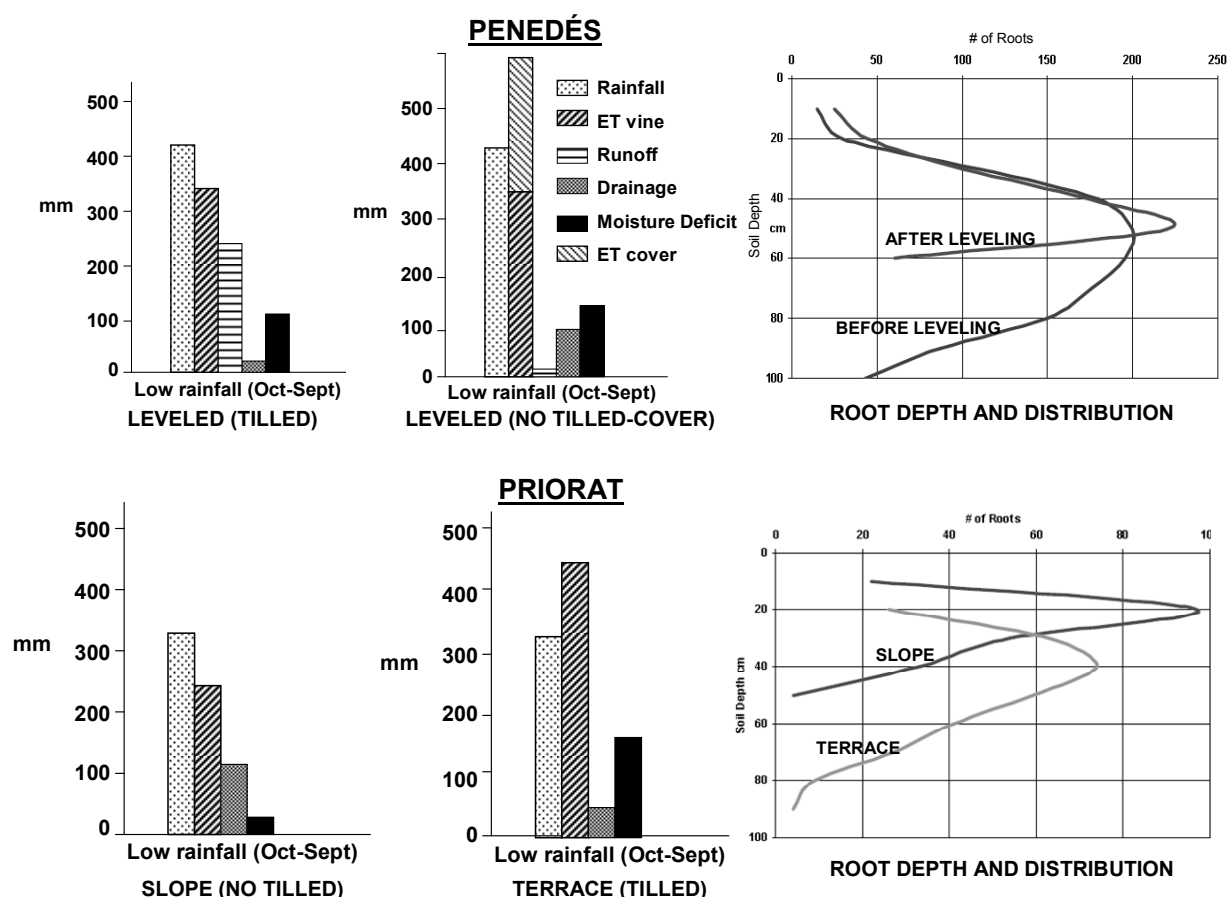 PENEDÉS
500
400
300
200
100
0
mm
Low rainfall (Oct-Sept)
LEVELED (TILLED)
500
400
300
200
100
0
mm
Rainfall
ET vine
Runoff
Drainage
Moisture Deficit
ET cover
Low rainfall (Oct-Sept)
LEVELED (NO TILLED-COVER)
# of Roots
0 50 100 150 200 250
0
20
40
60
80
100
Soil Depth
cm
AFTER LEVELING
BEFORE LEVELING
ROOT DEPTH AND DISTRIBUTION
PRIORAT
500
400
300
200
100
0
mm
Low rainfall (Oct-Sept)
SLOPE (NO TILLED)
500
400
300
200
100
0
mm
Low rainfall (Oct-Sept)
TERRACE (TILLED)
# of Roots
0 20 40 60 80 10
0
20
40
60
80
100
Soil Depth cm
SLOPE
TERRACE
ROOT DEPTH AND DISTRIBUTION